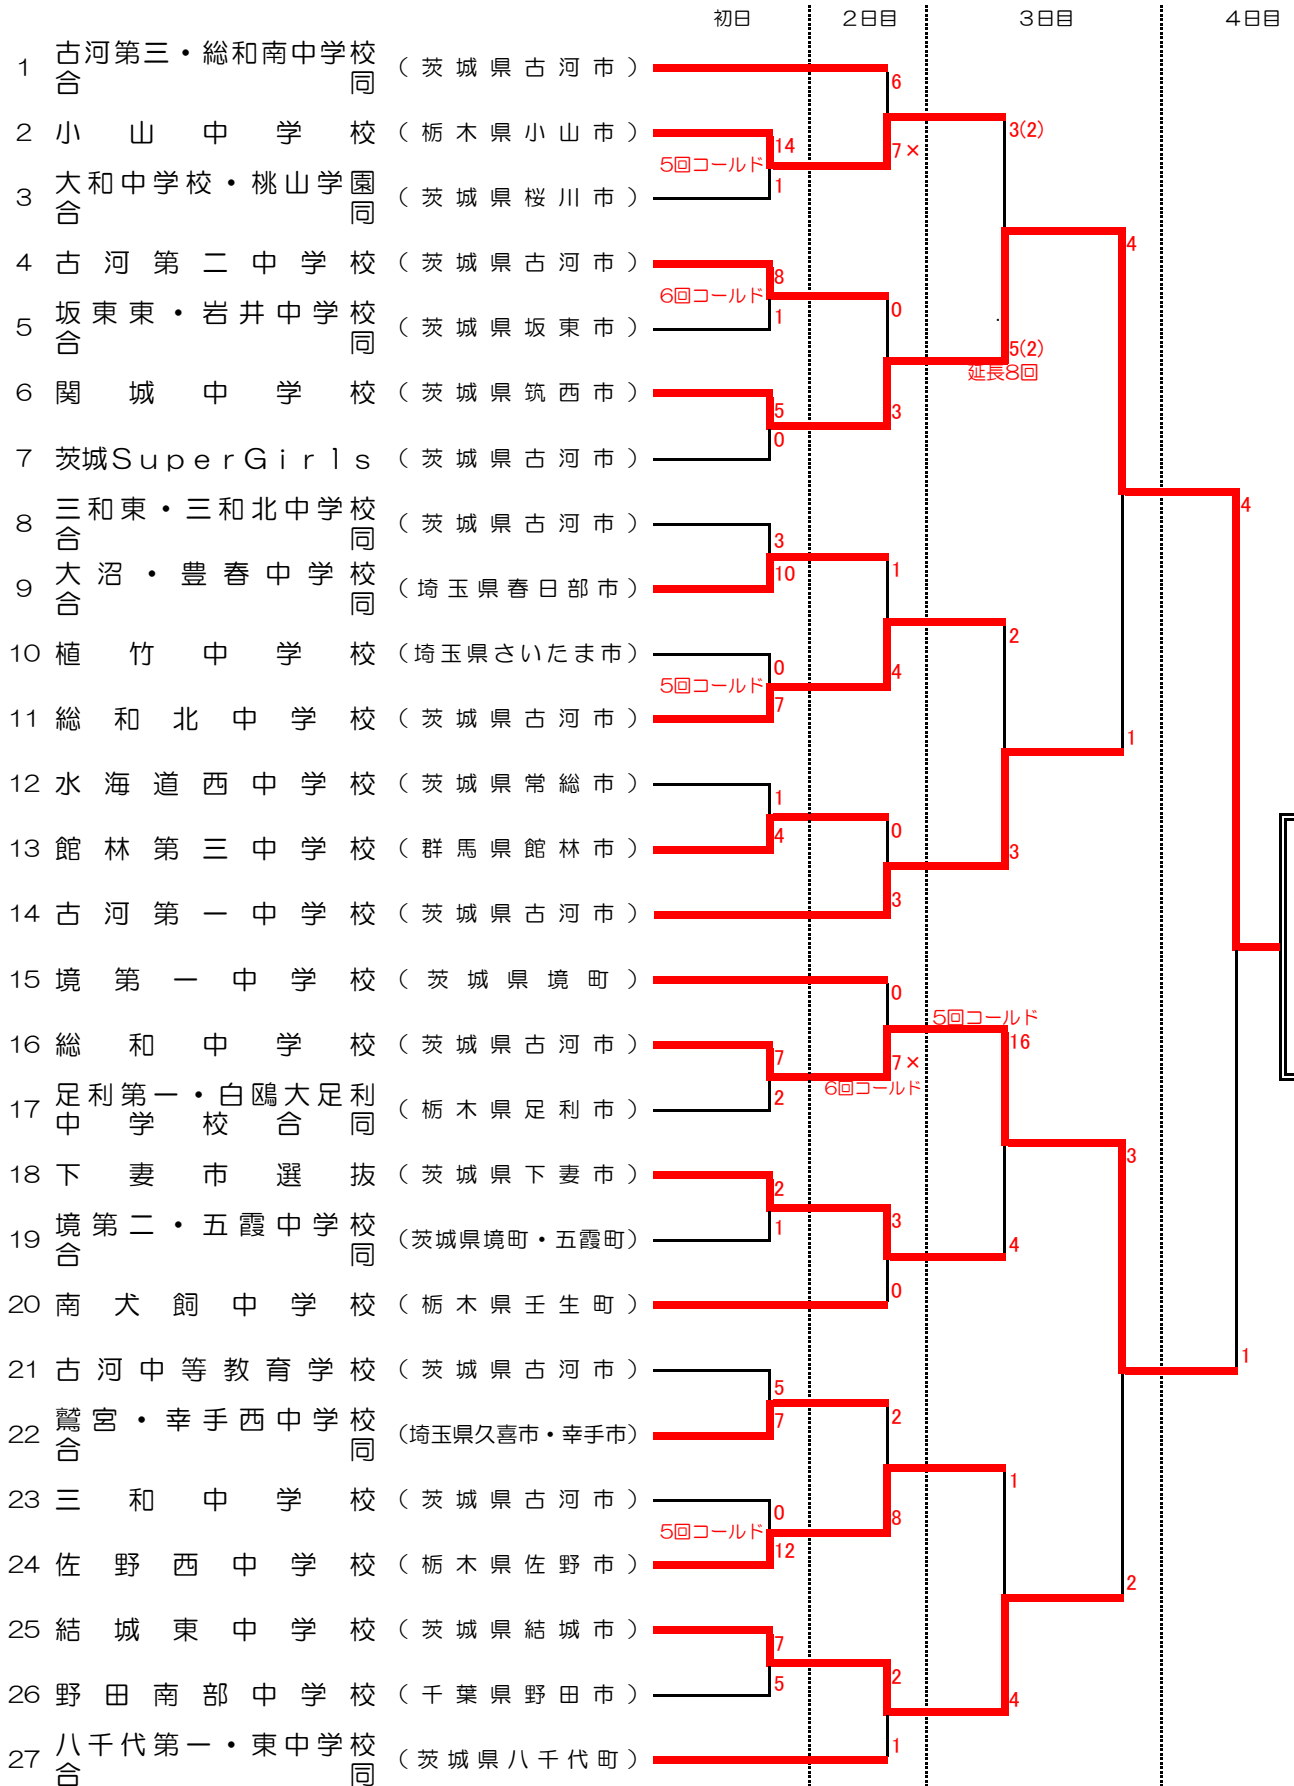 初日 2日目 3日目 4日目
1 古河第三・総和南中学校 (茨城県古河市)
合同
6
2 小山中学校 (栃木県小山市)
3(2)
14
7×
5回コールド
3 大和中学校・桃山学園 (茨城県桜川市)
合同
1
4 古河第二中学校 (茨城県古河市)
4
8
6回コールド
0
5 坂東東・岩井中学校 (茨城県坂東市)
合同
1
5(2)
延長8回
6 関城中学校 (茨城県筑西市)
5
3
0
7 茨城SuperGirls (茨城県古河市)
8 三和東・三和北中学校 (茨城県古河市)
合同
4
3
9 大沼・豊春中学校 (埼玉県春日部市)
合同
10
1
2
10 植竹中学校 (埼玉県さいたま市)
0
4
5回コールド
7
11 総和北中学校 (茨城県古河市)
1
12 水海道西中学校 (茨城県常総市)
1
0
4
13 館林第三中学校 (群馬県館林市)
3
3
14 古河第一中学校 (茨城県古河市)
15 境第一中学校 (茨城県境町)
0
5回コールド
16
16 総和中学校 (茨城県古河市)
7
7×
6回コールド
2
17 足利第一・白鴎大足利 (栃木県足利市)
中学校合同
3
18 下妻市選抜 (茨城県下妻市)
2
3
1
19 境第二・五霞中学校 (茨城県境町・五霞町)
合同
4
0
20 南犬飼中学校 (栃木県壬生町)
1
21 古河中等教育学校 (茨城県古河市)
5
2
7
22 鷲宮・幸手西中学校 (埼玉県久喜市・幸手市)
合同
1
23 三和中学校 (茨城県古河市)
0
8
5回コールド
12
24 佐野西中学校 (栃木県佐野市)
2
25 結城東中学校 (茨城県結城市)
7
2
5
26 野田南部中学校 (千葉県野田市)
4
1
27 八千代第一・東中学校 (茨城県八千代町)
合同